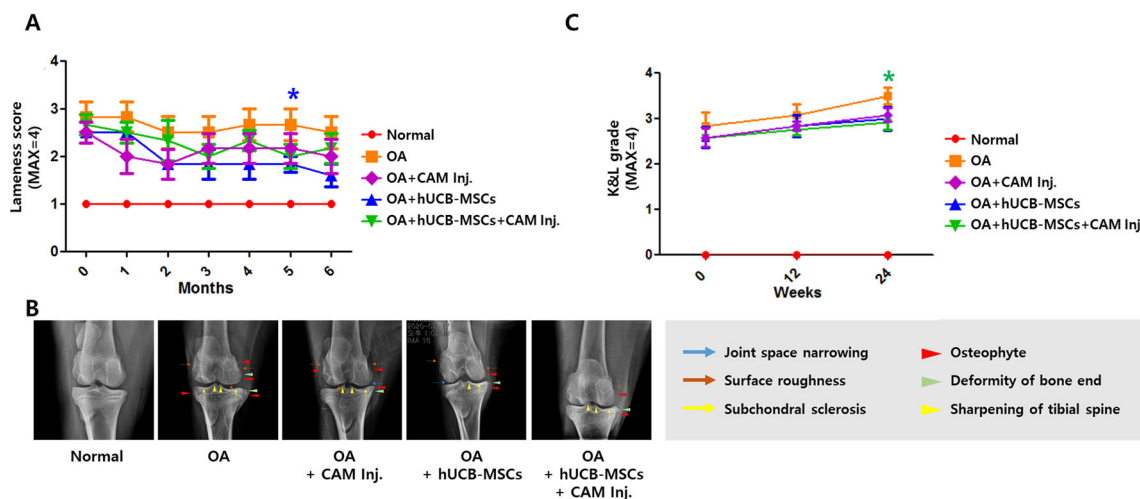 A
Lameness score
(MAX=4)
4
3
2
1
0
1
2
3
4
5
6
Months
*
Normal
OA
OA+CAM Inj.
OA+hUCB-MSCs
OA+hUCB-MSCs+CAM Inj.
C
K&L grade
(MAX=4)
4
3
2
1
0
0
12
24
Weeks
*
Normal
OA
OA+CAM Inj.
OA+hUCB-MSCs
OA+hUCB-MSCs+CAM Inj
B
Normal
OA
OA
+ CAM Inj.
OA
+ hUCB-MSCs
OA
+ hUCB-MSCs
+ CAM Inj.
Joint space narrowing
Surface roughness
Subchondral sclerosis
Osteophyte
Deformity of bone end
Sharpening of tibial spine